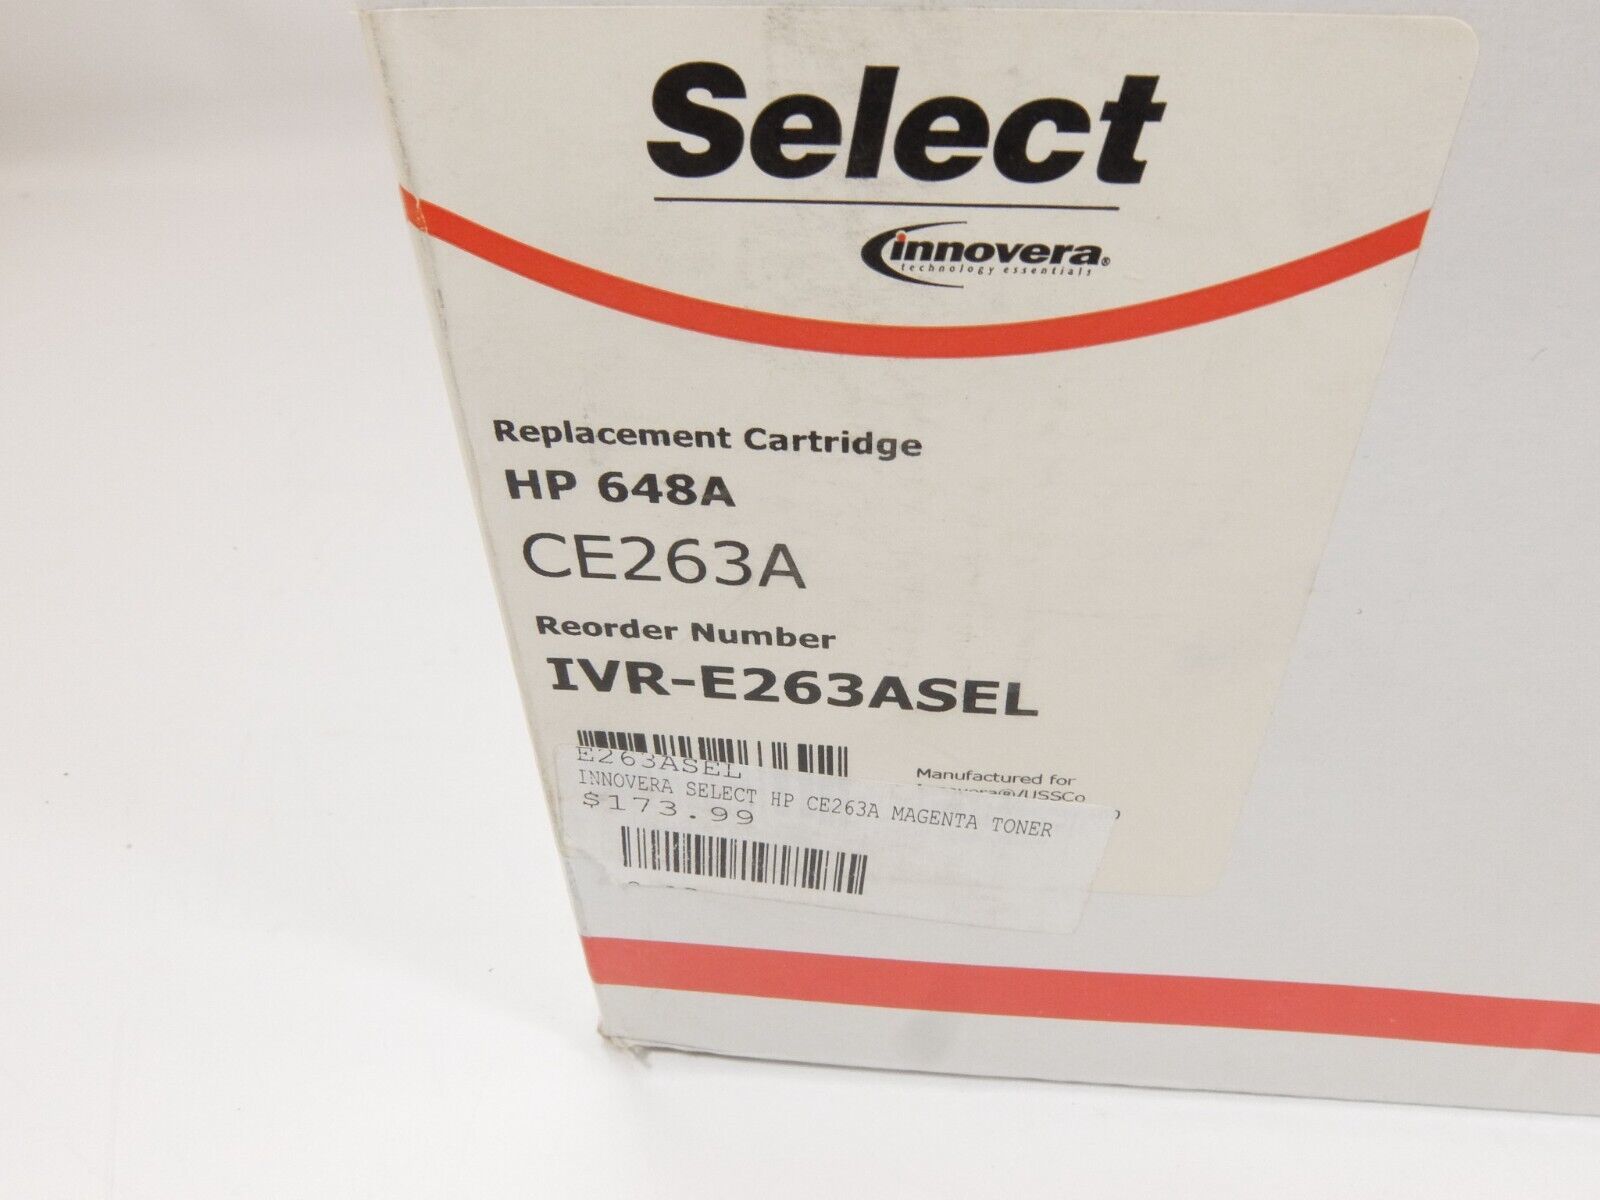 Select
innovera®
technology essentials
Replacement Cartridge
HP 648A
CE263A
Reorder Number
IVR-E263ASEL
Manufactured for
E263ASEL
INNOVERA SELECT HP CE263A MAGENTA TONER
$173.99